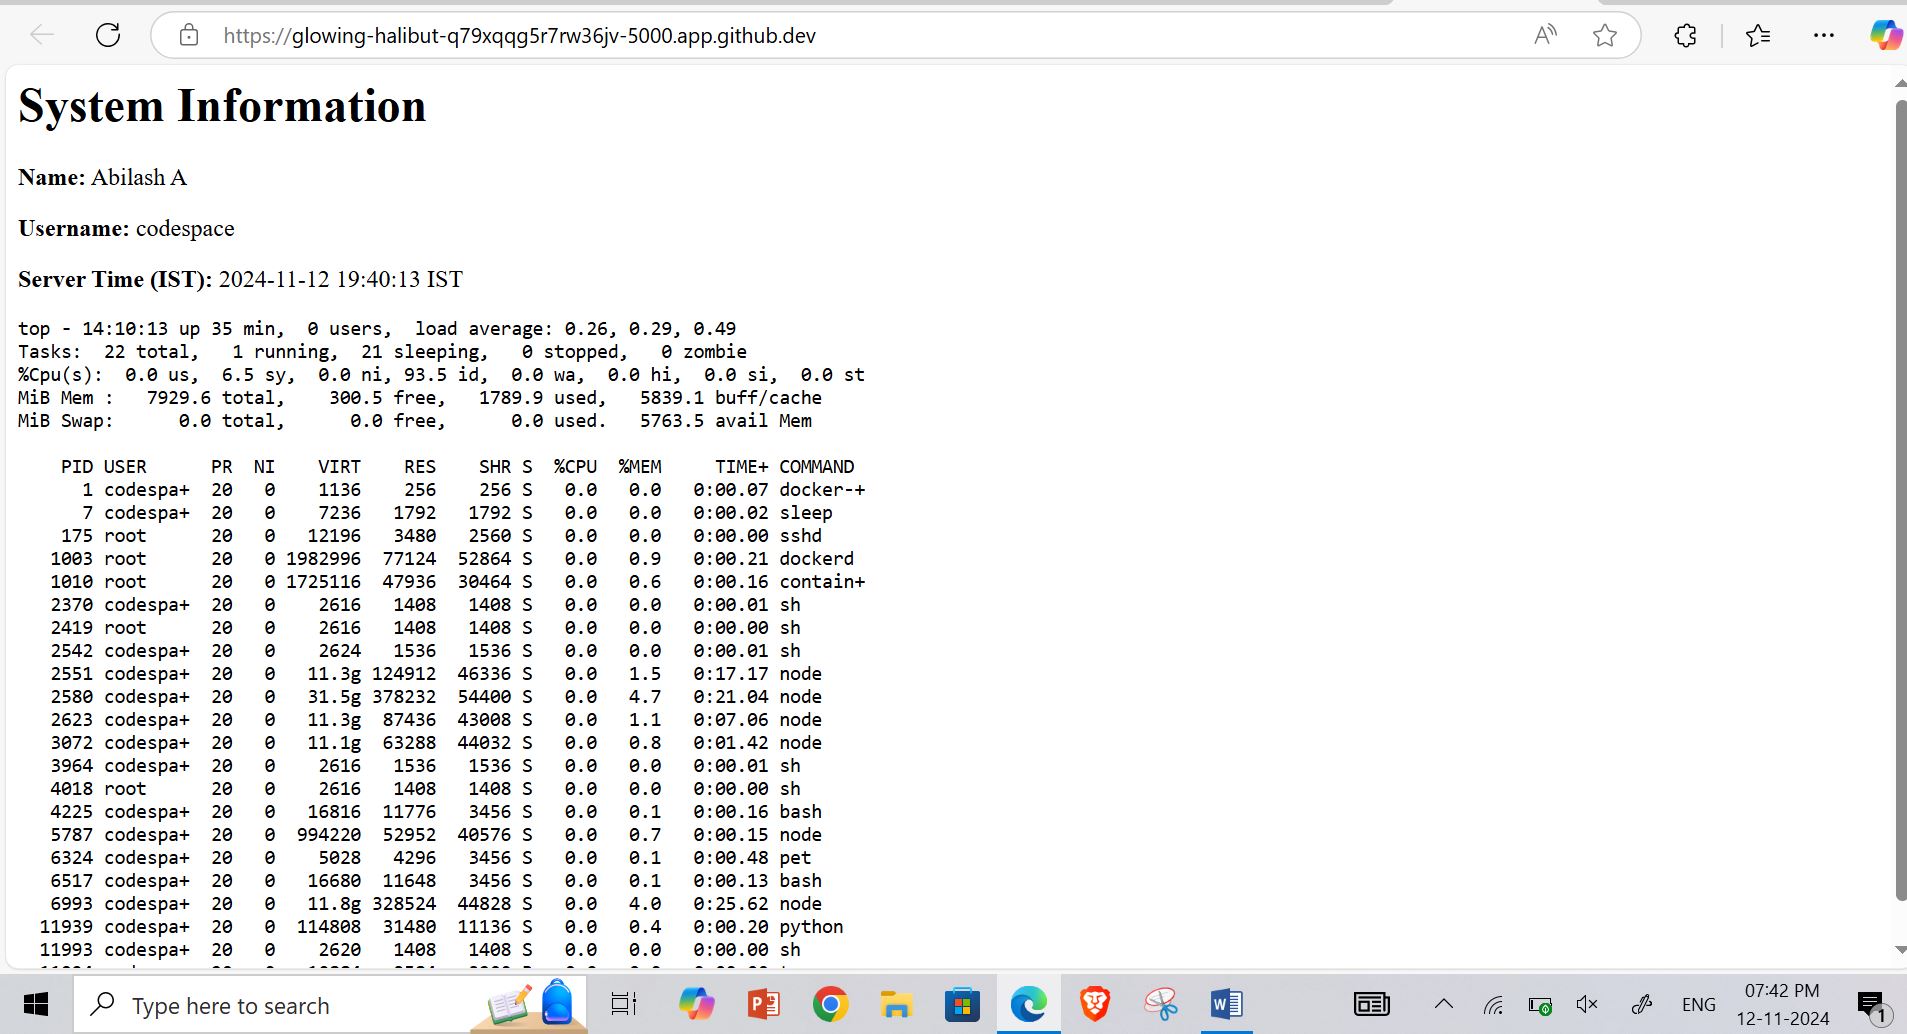 https://glowing-halibut-q79xqqg5r7rw36jv-5000.app.github.dev
System Information
Name: Abilash A
Username: codespace
Server Time (IST): 2024-11-12 19:40:13 IST
top - 14:10:13 up 35 min,  0 users,  load average: 0.26, 0.29, 0.49
Tasks:  22 total,   1 running,  21 sleeping,   0 stopped,   0 zombie
%Cpu(s):  0.0 us,  6.5 sy,  0.0 ni, 93.5 id,  0.0 wa,  0.0 hi,  0.0 si,  0.0 st
MiB Mem :   7929.6 total,    300.5 free,   1789.9 used,   5839.1 buff/cache
MiB Swap:      0.0 total,      0.0 free,      0.0 used.   5763.5 avail Mem
PID USER      PR  NI    VIRT    RES    SHR S  %CPU  %MEM     TIME+ COMMAND
1 codespa+  20   0    1136    256    256 S   0.0   0.0   0:00.07 docker-+
7 codespa+  20   0    7236   1792   1792 S   0.0   0.0   0:00.02 sleep
175 root      20   0   12196   3480   2560 S   0.0   0.0   0:00.00 sshd
1003 root      20   0 1982996  77124  52864 S   0.0   0.9   0:00.21 dockerd
1010 root      20   0 1725116  47936  30464 S   0.0   0.6   0:00.16 contain+
2370 codespa+  20   0    2616   1408   1408 S   0.0   0.0   0:00.01 sh
2419 root      20   0    2616   1408   1408 S   0.0   0.0   0:00.00 sh
2542 codespa+  20   0    2624   1536   1536 S   0.0   0.0   0:00.01 sh
2551 codespa+  20   0   11.3g 124912  46336 S   0.0   1.5   0:17.17 node
2580 codespa+  20   0   31.5g 378232  54400 S   0.0   4.7   0:21.04 node
2623 codespa+  20   0   11.3g  87436  43008 S   0.0   1.1   0:07.06 node
3072 codespa+  20   0   11.1g  63288  44032 S   0.0   0.8   0:01.42 node
3964 codespa+  20   0    2616   1536   1536 S   0.0   0.0   0:00.01 sh
4018 root      20   0    2616   1408   1408 S   0.0   0.0   0:00.00 sh
4225 codespa+  20   0   16816  11776   3456 S   0.0   0.1   0:00.16 bash
5787 codespa+  20   0  994220  52952  40576 S   0.0   0.7   0:00.15 node
6324 codespa+  20   0    5028   4296   3456 S   0.0   0.1   0:00.48 pet
6517 codespa+  20   0   16680  11648   3456 S   0.0   0.1   0:00.13 bash
6993 codespa+  20   0   11.8g 328524  44828 S   0.0   4.0   0:25.62 node
11939 codespa+  20   0  114808  31480  11136 S   0.0   0.4   0:00.20 python
11993 codespa+  20   0    2620   1408   1408 S   0.0   0.0   0:00.00 sh
Type here to search
ENG
07:42 PM
12-11-2024
1